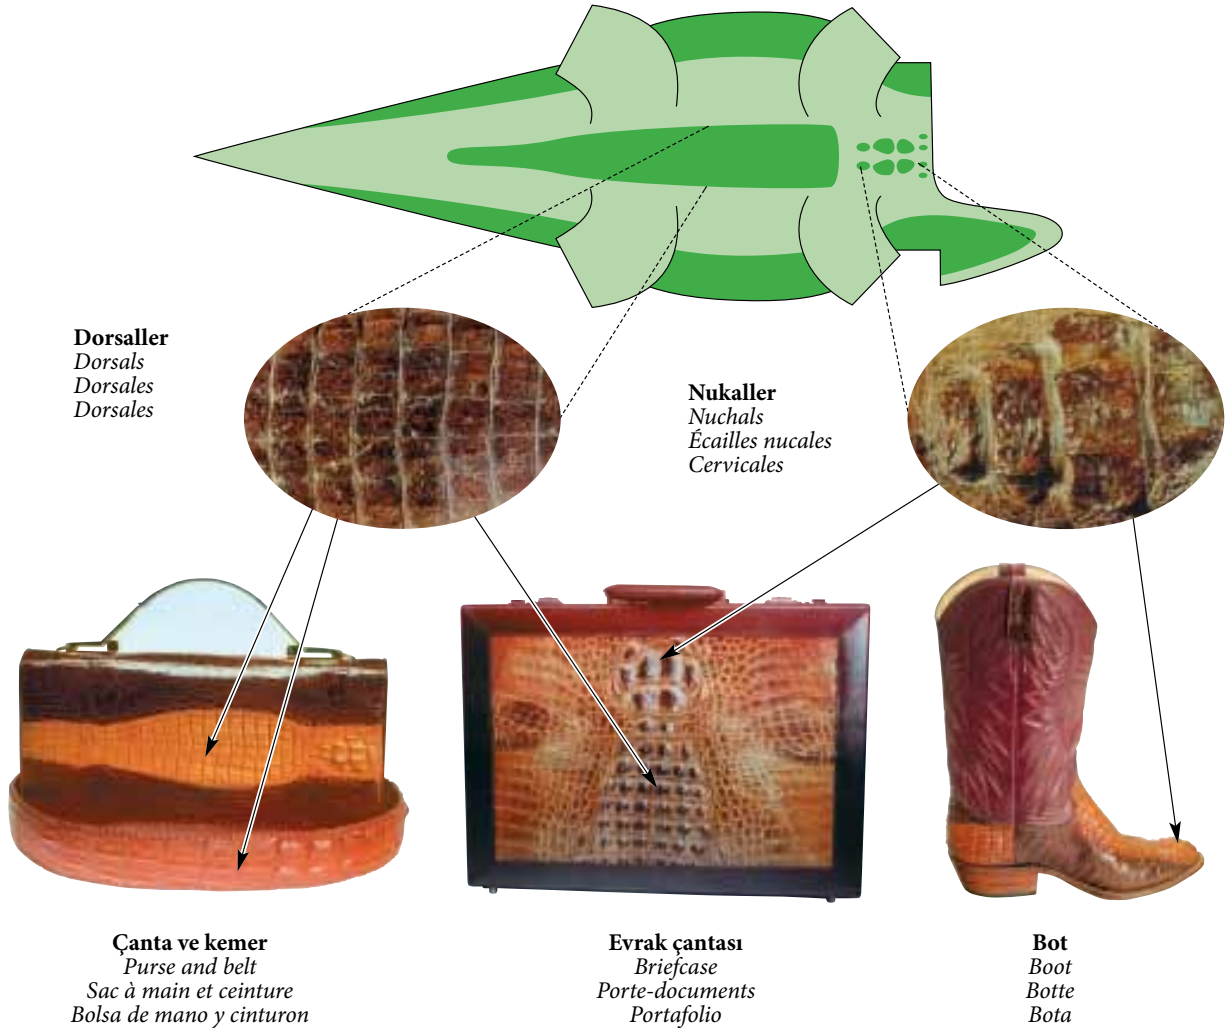 Dorsaller
Dorsals
Dorsales
Dorsales
Nukaller
Nuchals
Écailles nucales
Cervicales
Çanta ve kemer
Purse and belt
Sac à main et ceinture
Bolsa de mano y cinturon
Evrak çantası
Briefcase
Porte-documents
Portafolio
Bot
Boot
Botte
Bota